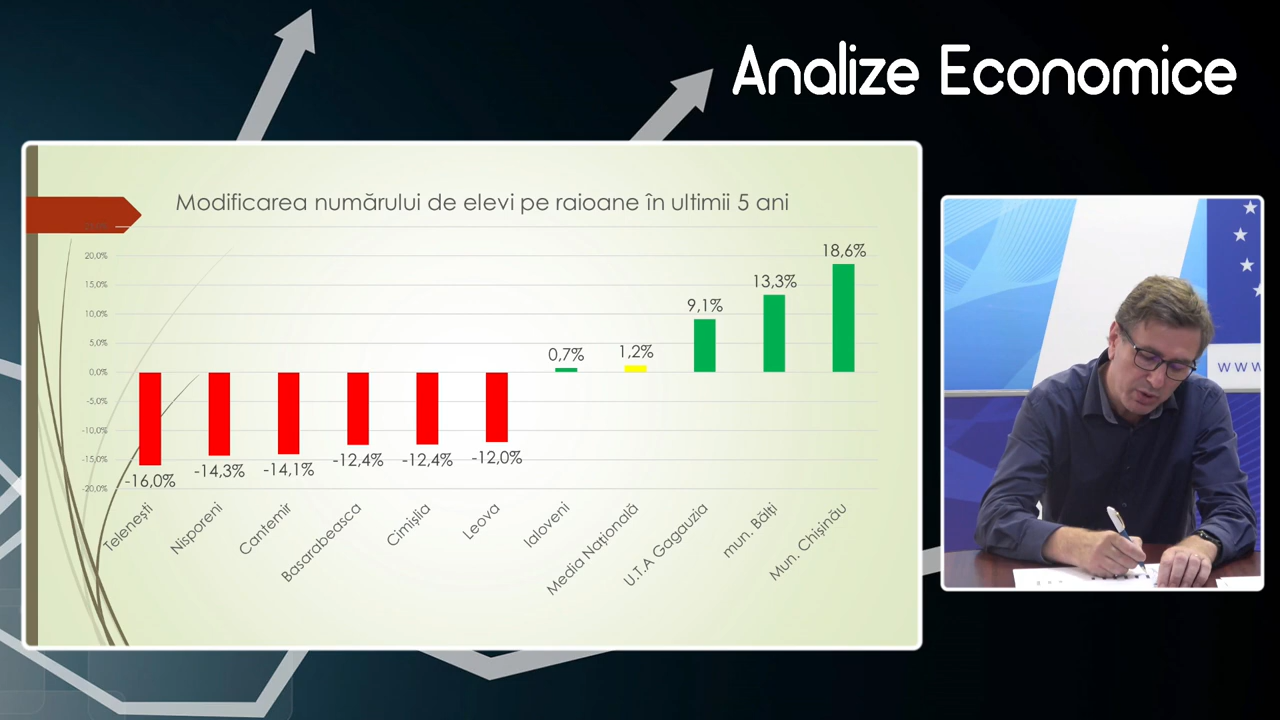 Analize Economice
Modificarea numărului de elevi pe raioane în ultimii 5 ani
20,0%
15,0%
10,0%
5,0%
0,0%
-5,0%
-10,0%
-15,0%
-20,0%
-16,0%
-14,3%
-14,1%
-12,4%
-12,4%
-12,0%
0,7%
1,2%
9,1%
13,3%
18,6%
Telenești
Nisporeni
Cantemir
Basarabeasca
Cimișlia
Leova
Ialoveni
Media Națională
U.T.A Gagauzia
mun. Bălți
Mun. Chișinău
WWW